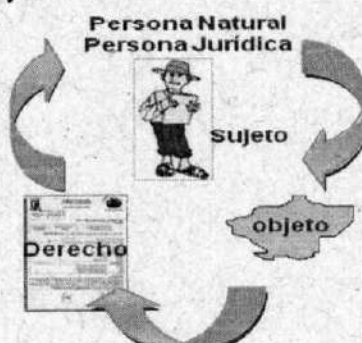 Persona Natural
Persona Jurídica
Sujeto
objeto
Derecho